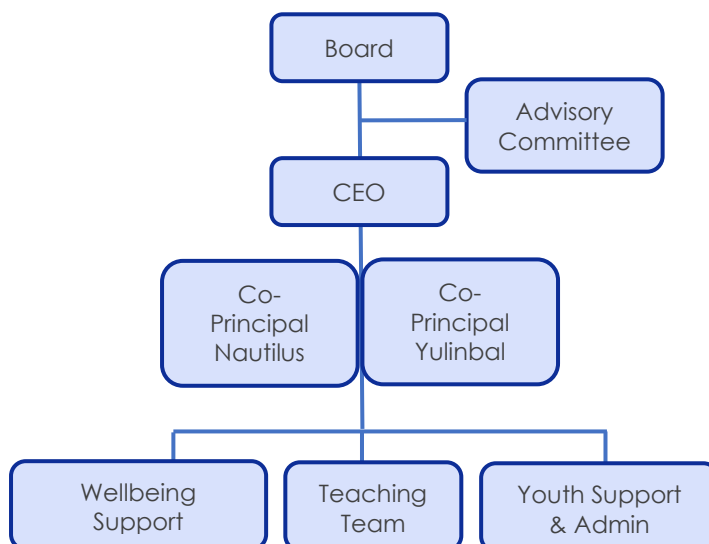 Board
Advisory
Committee
CEO
Co-
Principal
Nautilus
Co-
Principal
Yulinbal
Wellbeing
Support
Teaching
Team
Youth Support
& Admin